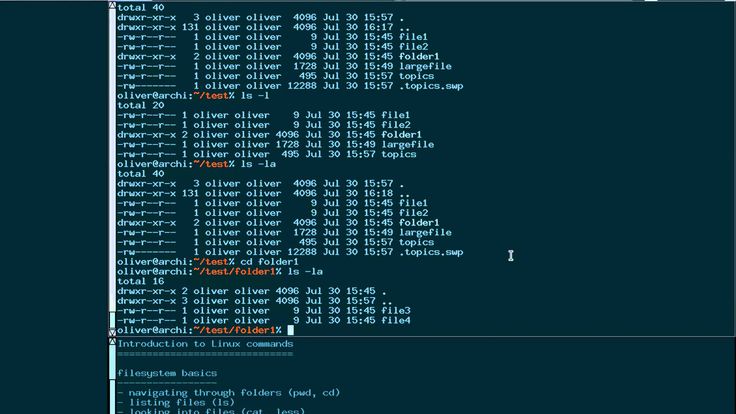 total 40
drwxr-xr-x   3 oliver oliver  4096 Jul 30 15:57 .
drwxr-xr-x 131 oliver oliver  4096 Jul 30 16:17 ..
-rw-r--r--   1 oliver oliver     9 Jul 30 15:45 file1
-rw-r--r--   1 oliver oliver     9 Jul 30 15:45 file2
drwxr-xr-x   2 oliver oliver  4096 Jul 30 15:45 folder1
-rw-r--r--   1 oliver oliver  1728 Jul 30 15:49 largefile
-rw-r--r--   1 oliver oliver   495 Jul 30 15:57 topics
-rw-------   1 oliver oliver 12288 Jul 30 15:57 .topics.swp
oliver@archi:~/test% ls -l
total 20
-rw-r--r-- 1 oliver oliver    9 Jul 30 15:45 file1
-rw-r--r-- 1 oliver oliver    9 Jul 30 15:45 file2
drwxr-xr-x 2 oliver oliver 4096 Jul 30 15:45 folder1
-rw-r--r-- 1 oliver oliver 1728 Jul 30 15:49 largefile
-rw-r--r-- 1 oliver oliver  495 Jul 30 15:57 topics
oliver@archi:~/test% ls -la
total 40
drwxr-xr-x   3 oliver oliver  4096 Jul 30 15:57 .
drwxr-xr-x 131 oliver oliver  4096 Jul 30 16:18 ..
-rw-r--r--   1 oliver oliver     9 Jul 30 15:45 file1
-rw-r--r--   1 oliver oliver     9 Jul 30 15:45 file2
drwxr-xr-x   2 oliver oliver  4096 Jul 30 15:45 folder1
-rw-r--r--   1 oliver oliver  1728 Jul 30 15:49 largefile
-rw-r--r--   1 oliver oliver   495 Jul 30 15:57 topics
-rw-------   1 oliver oliver 12288 Jul 30 15:57 .topics.swp
oliver@archi:~/test% cd folder1
oliver@archi:~/test/folder1% ls -la
total 16
drwxr-xr-x 2 oliver oliver 4096 Jul 30 15:45 .
drwxr-xr-x 3 oliver oliver 4096 Jul 30 15:57 ..
-rw-r--r-- 1 oliver oliver    9 Jul 30 15:45 file3
-rw-r--r-- 1 oliver oliver    9 Jul 30 15:45 file4
oliver@archi:~/test/folder1%
Introduction to Linux commands
==============================
filesystem basics
-----------------
- navigating through folders (pwd, cd)
- listing files (ls)
- looking into files (cat, less)